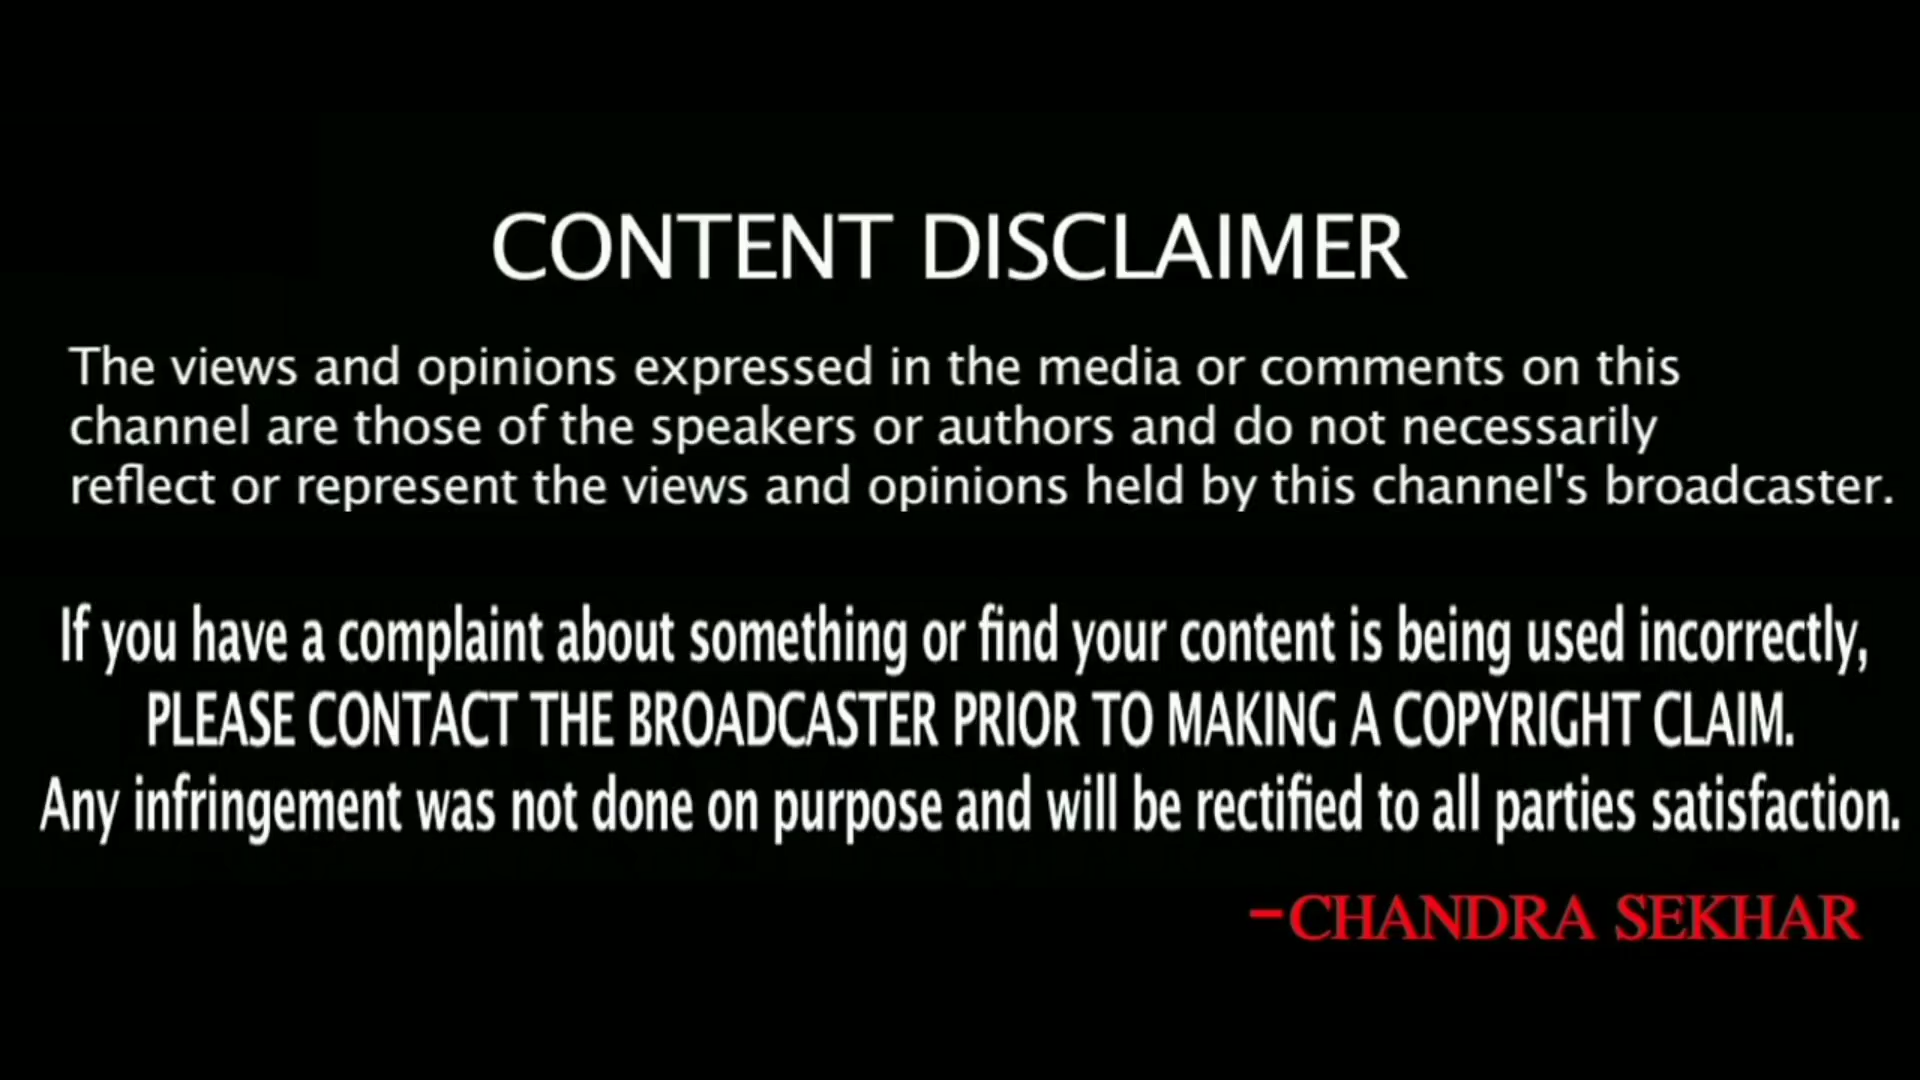 CONTENT DISCLAIMER
The views and opinions expressed in the media or comments on this
channel are those of the speakers or authors and do not necessarily
reflect or represent the views and opinions held by this channel's broadcaster.
If you have a complaint about something or find your content is being used incorrectly,
PLEASE CONTACT THE BROADCASTER PRIOR TO MAKING A COPYRIGHT CLAIM.
Any infringement was not done on purpose and will be rectified to all parties satisfaction.
-CHANDRA SEKHAR